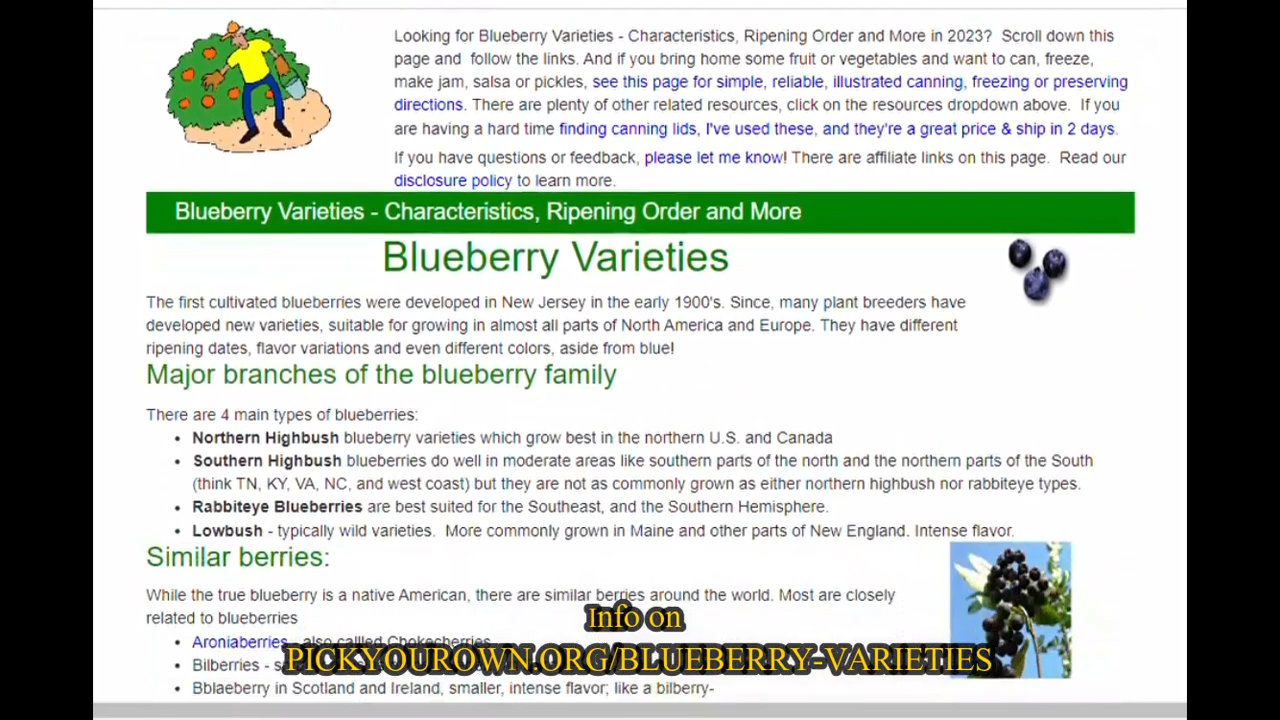 Looking for Blueberry Varieties - Characteristics, Ripening Order and More in 2023? Scroll down this
page and follow the links. And if you bring home some fruit or vegetables and want to can, freeze,
make jam, salsa or pickles, see this page for simple, reliable, illustrated canning, freezing or preserving
directions. There are plenty of other related resources, click on the resources dropdown above. If you
are having a hard time finding canning lids, I've used these, and they're a great price & ship in 2 days.
If you have questions or feedback, please let me know! There are affiliate links on this page. Read our
disclosure policy to learn more.
Blueberry Varieties - Characteristics, Ripening Order and More
Blueberry Varieties
The first cultivated blueberries were developed in New Jersey in the early 1900's. Since, many plant breeders have
developed new varieties, suitable for growing in almost all parts of North America and Europe. They have different
ripening dates, flavor variations and even different colors, aside from blue!
Major branches of the blueberry family
There are 4 main types of blueberries:
• Northern Highbush blueberry varieties which grow best in the northern U.S. and Canada
• Southern Highbush blueberries do well in moderate areas like southern parts of the north and the northern parts of the South
(think TN, KY, VA, NC, and west coast) but they are not as commonly grown as either northern highbush nor rabbiteye types.
• Rabbiteye Blueberries are best suited for the Southeast, and the Southern Hemisphere.
• Lowbush - typically wild varieties. More commonly grown in Maine and other parts of New England. Intense flavor.
Similar berries:
While the true blueberry is a native American, there are similar berries around the world. Most are closely
related to blueberries
• Aroniaberries - also callled Chokecherries
• Bilberries -
• Bblaeberry in Scotland and Ireland, smaller, intense flavor; like a bilberry-
Info on
PICKYOUROWN.ORG/BLUEBERRY-VARIETIES